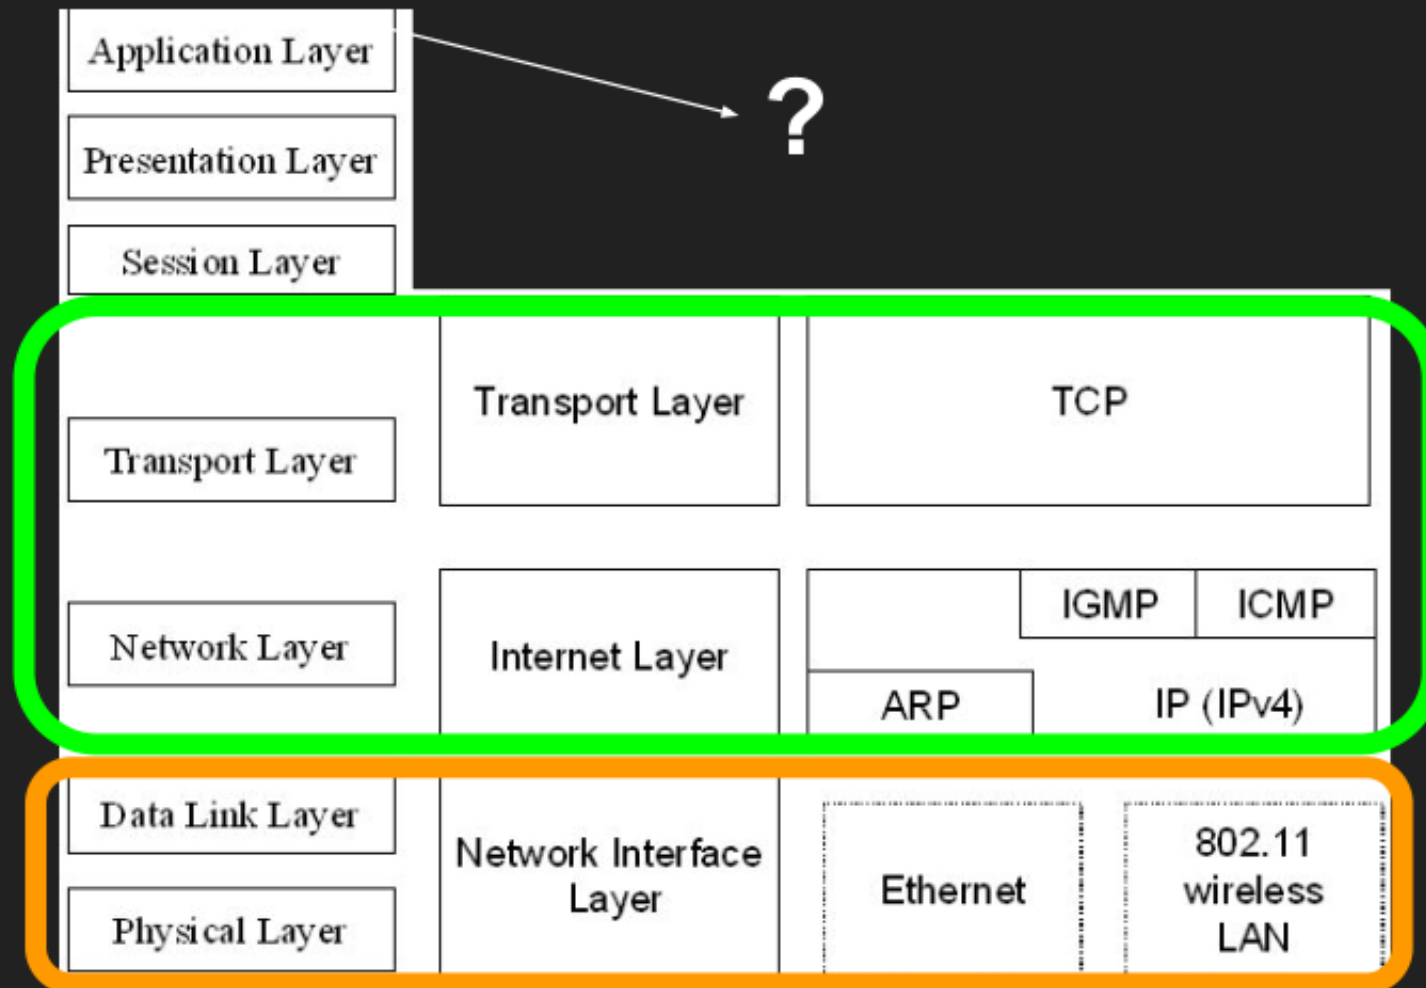 Application Layer
?
Presentation Layer
Session Layer
Transport Layer
TCP
Transport Layer
IGMP
ICMP
Network Layer
Internet Layer
ARP
IP (IPv4)
Data Link Layer
Network Interface
Layer
Ethernet
802.11
wireless
LAN
Physical Layer